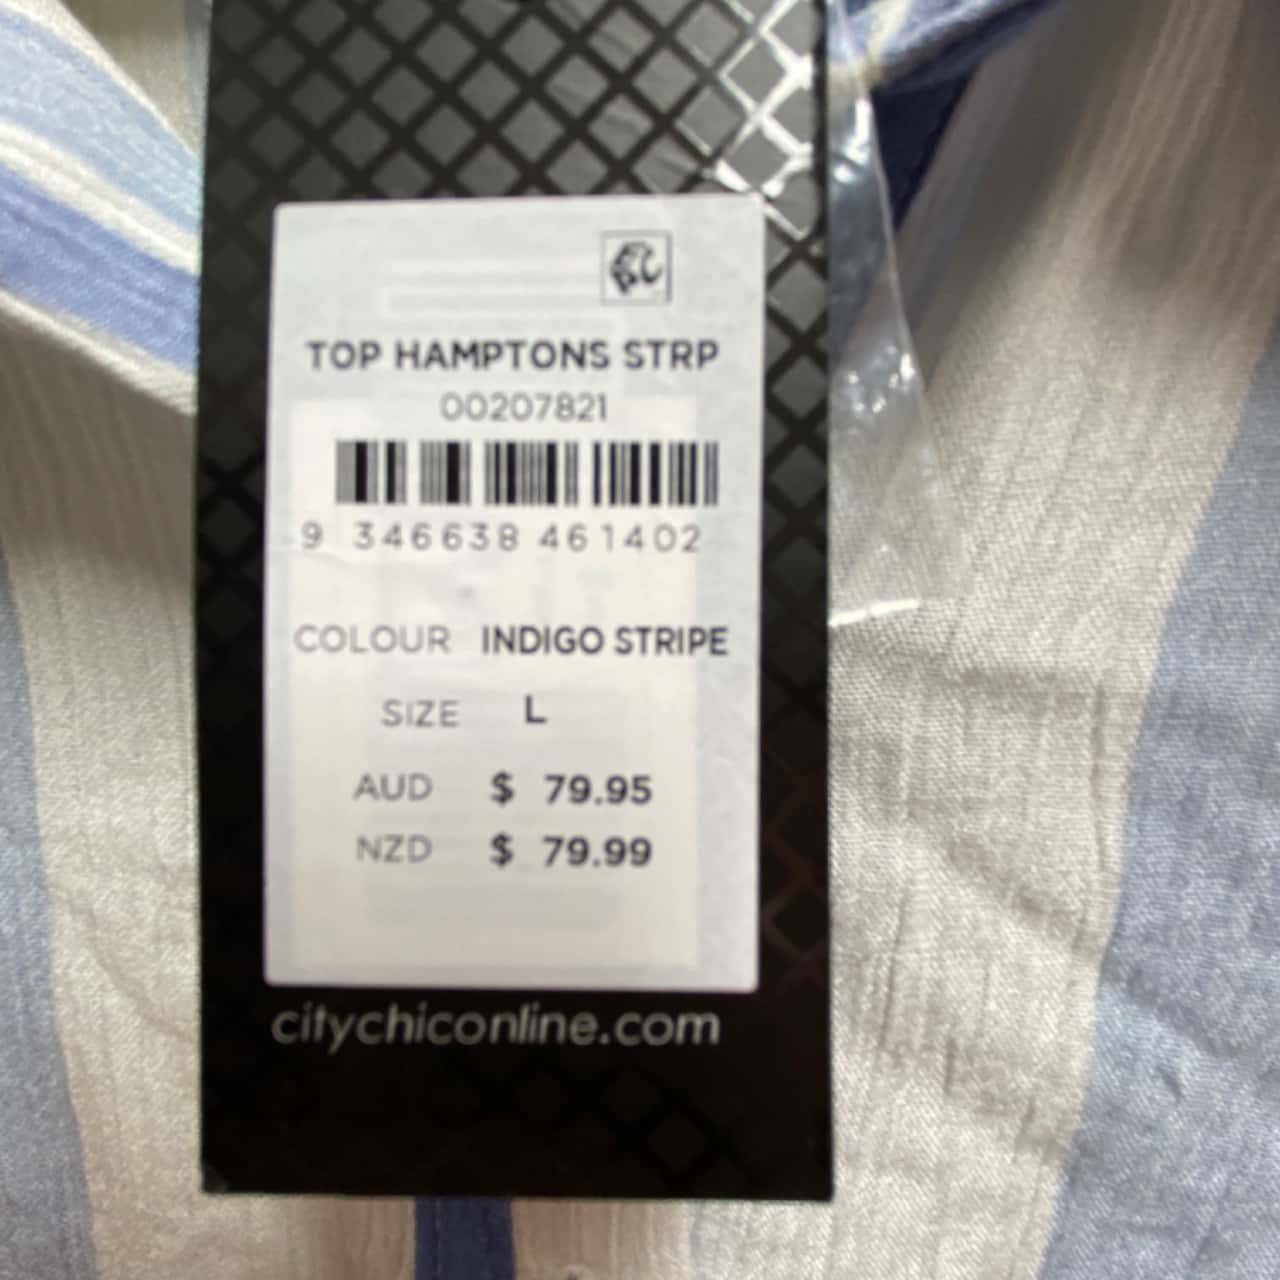 TOP HAMPTONS STRP
00207821
9 346638 461402
COLOUR INDIGO STRIPE
SIZE L
AUD $ 79.95
NZD $ 79.99
citychiconline.com